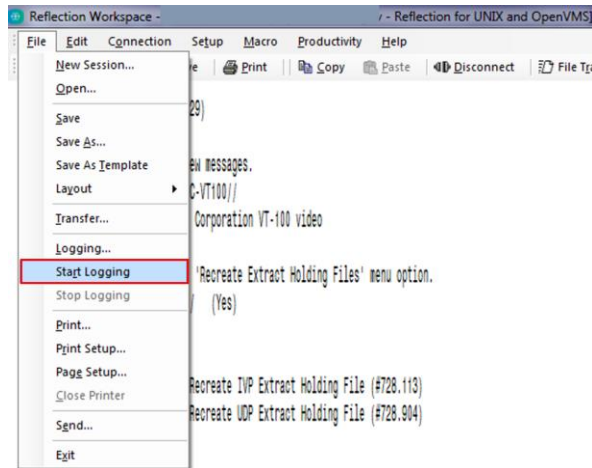 Reflection Workspace - y - Reflection for UNIX and OpenVMS]
File Edit Connection Setup Macro Productivity Help
New Session... Print Copy Paste Disconnect File Tra
Open...
29)
Save
Save As...
Save As Template ew messages.
Layout C-VT100//
Transfer... Corporation VT-100 video
Logging...
Start Logging 'Recreate Extract Holding Files' menu option.
Stop Logging / (Yes)
Print...
Print Setup...
Page Setup... Recreate IVP Extract Holding File (#728.113)
Close Printer
Send... Recreate UDP Extract Holding File (#728.904)
Exit